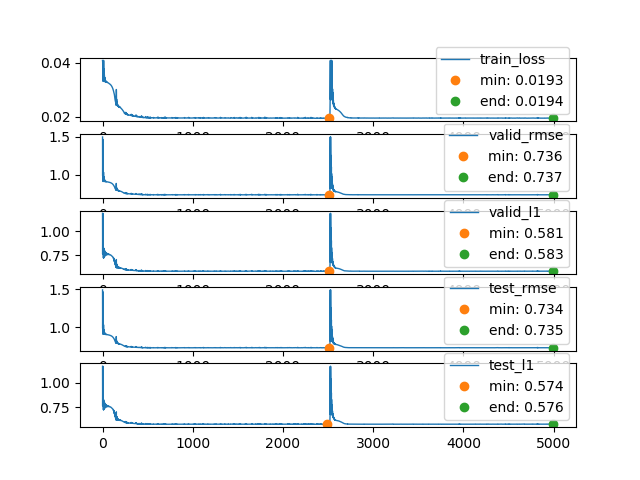 0.04
0.02
train_loss
min: 0.0193
end: 0.0194
1.5
1.0
valid_rmse
min: 0.736
end: 0.737
1.00
0.75
valid_l1
min: 0.581
end: 0.583
1.5
1.0
test_rmse
min: 0.734
end: 0.735
1.00
0.75
test_l1
min: 0.574
end: 0.576
0 1000 2000 3000 4000 5000